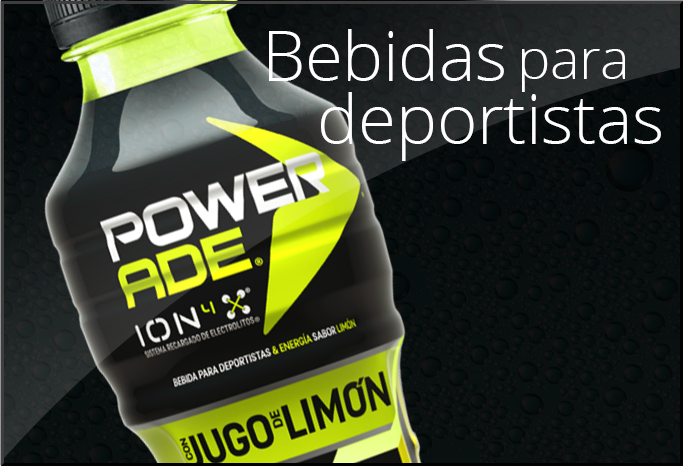 Bebidas para
deportistas
POWER
ADE®
ION4
SISTEMA RECARGADO DE ELECTROLITOS®
BEBIDA PARA DEPORTISTAS & ENERGÍA SABOR LIMÓN
CON JUGO DE LIMÓN